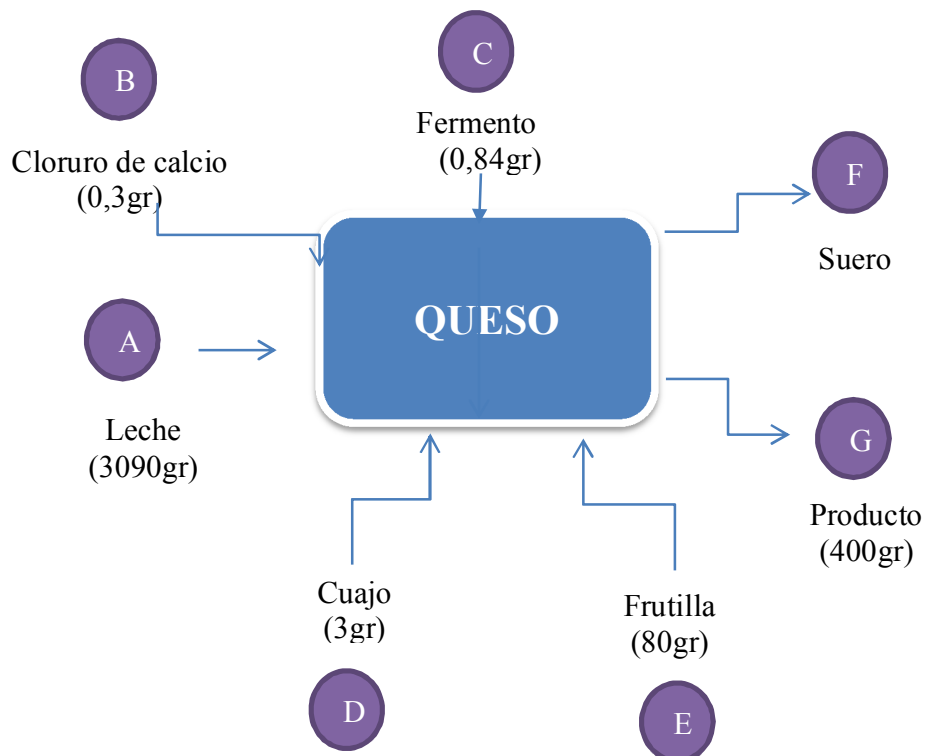 B
Cloruro de calcio
(0,3gr)
C
Fermento
(0,84gr)
F
Suero
QUESO
A
Leche
(3090gr)
G
Producto
(400gr)
Cuajo
(3gr)
D
Frutilla
(80gr)
E